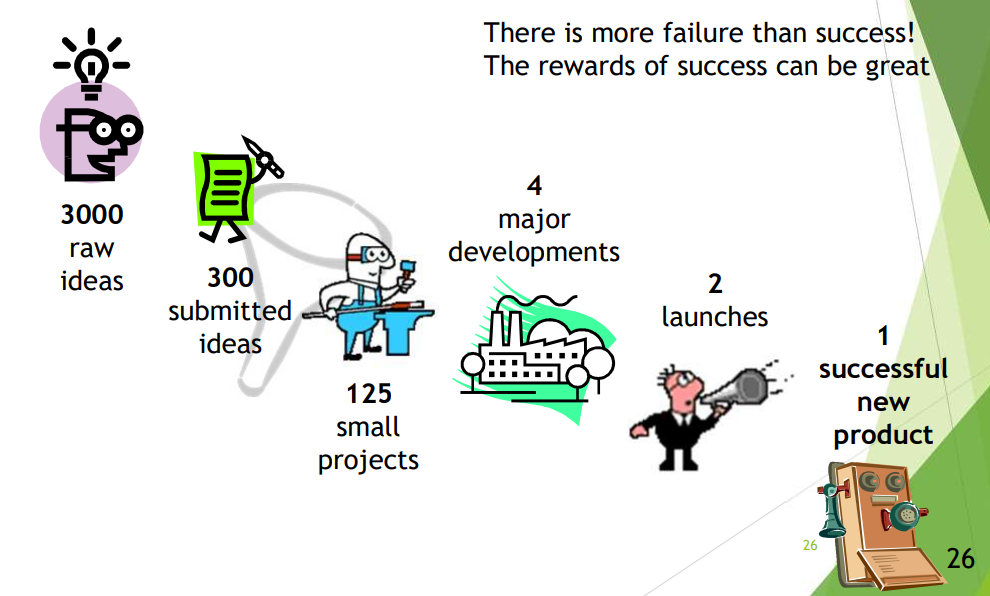 There is more failure than success!
The rewards of success can be great
3000
raw
ideas
300
submitted
ideas
125
small
projects
4
major
developments
2
launches
1
successful
new
product
26
26